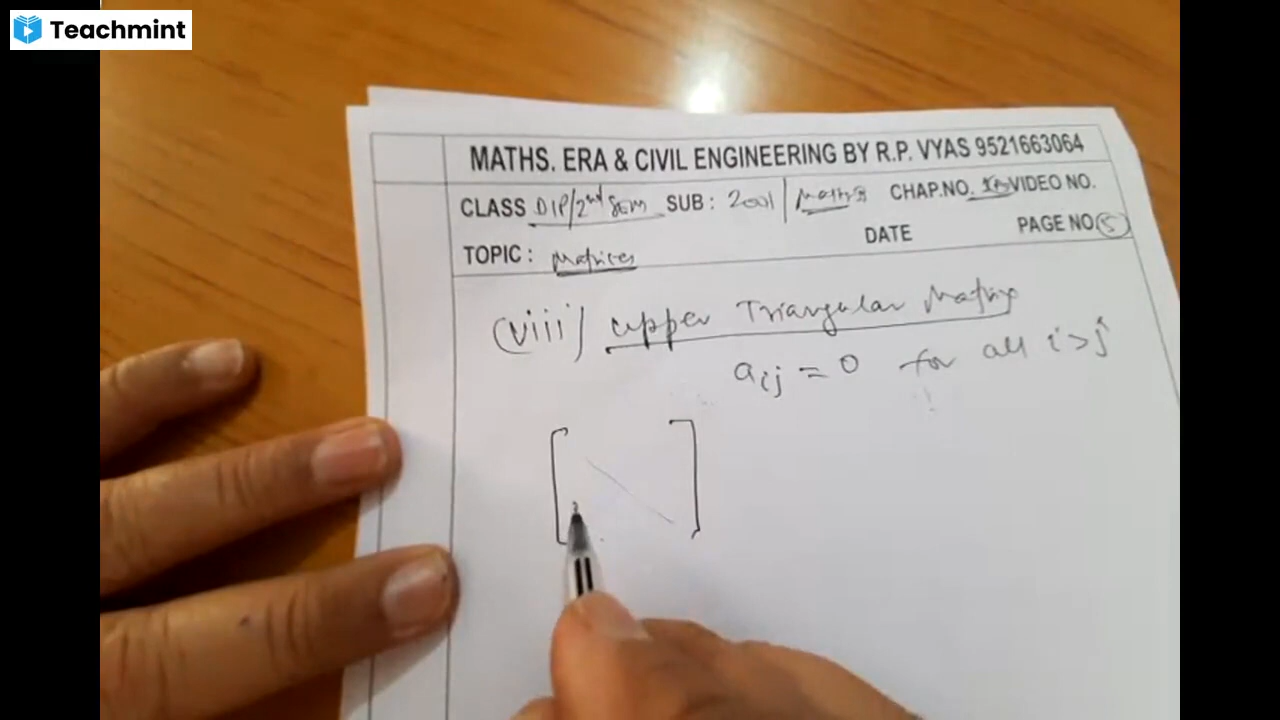 Teachmint
MATHS. ERA & CIVIL ENGINEERING BY R.P. VYAS 9521663064
CLASS DIP/2nd Sem SUB: 2001/Maths CHAP.NO. VIDEO NO.
DATE PAGE NO 5
TOPIC: Matrices
(viii) upper Triangular Matrix
aij = 0 for all i>j